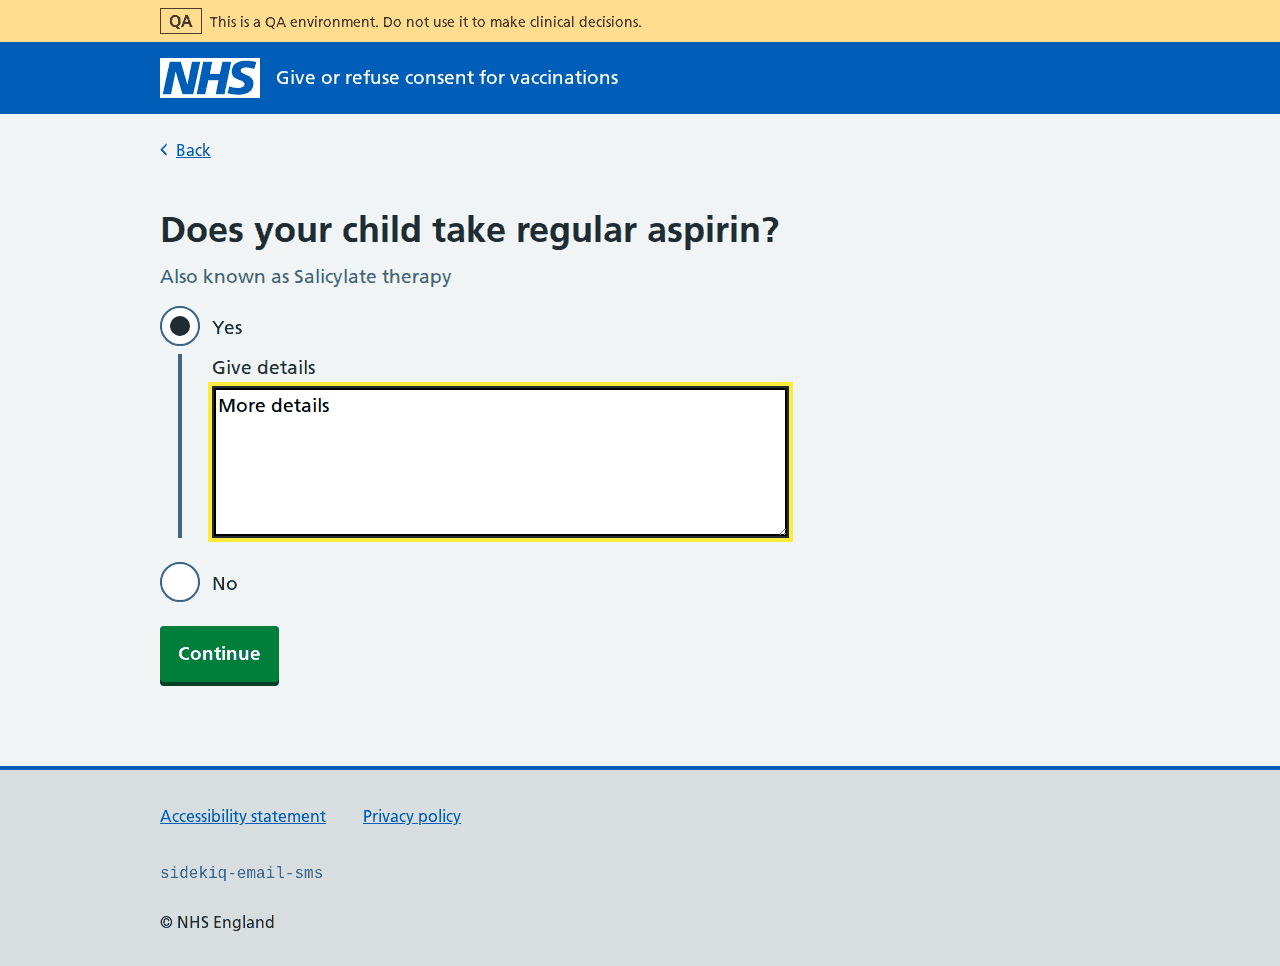 QA This is a QA environment. Do not use it to make clinical decisions.
NHS Give or refuse consent for vaccinations
Back
Does your child take regular aspirin?
Also known as Salicylate therapy
Yes
Give details
More details
No
Continue
Accessibility statement Privacy policy
sidekiq-email-sms
© NHS England